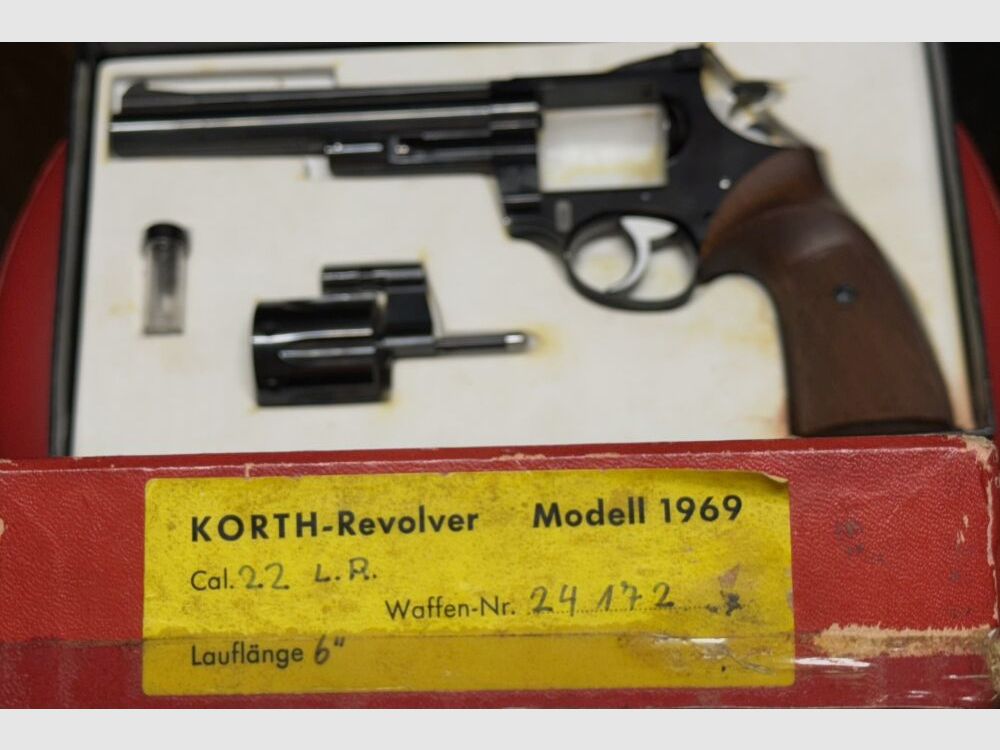 KORTH-Revolver Modell 1969
Cal. 22 L.R.
Waffen-Nr. 24172
Lauflänge 6"